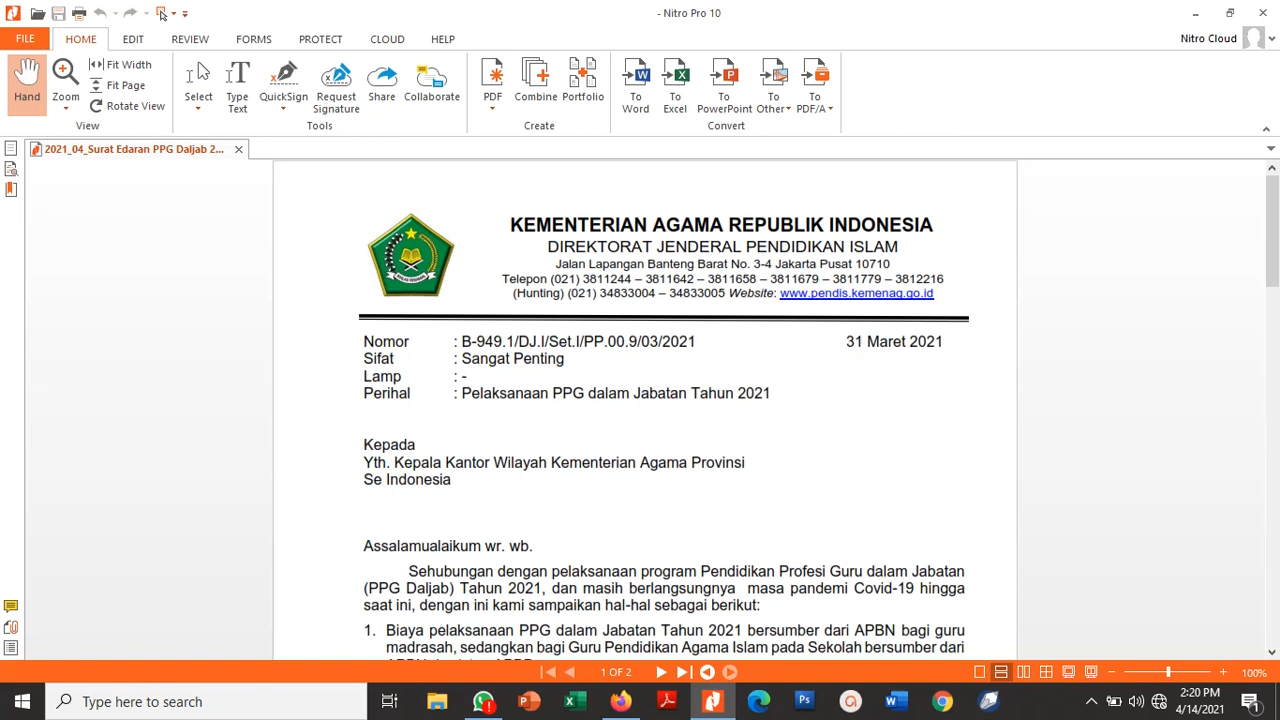 - Nitro Pro 10
FILE HOME EDIT REVIEW FORMS PROTECT CLOUD HELP
Nitro Cloud
Hand
Zoom
Fit Width
Fit Page
Rotate View
View
Select
Type Text
QuickSign
Request Signature
Share
Collaborate
Tools
PDF
Combine
Portfolio
Create
To Word
To Excel
To PowerPoint
To Other
To PDF/A
Convert
2021_04_Surat Edaran PPG Daljab 2...
KEMENTERIAN AGAMA REPUBLIK INDONESIA
DIREKTORAT JENDERAL PENDIDIKAN ISLAM
Jalan Lapangan Banteng Barat No. 3-4 Jakarta Pusat 10710
Telepon (021) 3811244 – 3811642 – 3811658 – 3811679 – 3811779 – 3812216
(Hunting) (021) 34833004 – 34833005 Website: www.pendis.kemenag.go.id
Nomor : B-949.1/DJ.I/Set.I/PP.00.9/03/2021 31 Maret 2021
Sifat : Sangat Penting
Lamp : -
Perihal : Pelaksanaan PPG dalam Jabatan Tahun 2021
Kepada
Yth. Kepala Kantor Wilayah Kementerian Agama Provinsi
Se Indonesia
Assalamualaikum wr. wb.
Sehubungan dengan pelaksanaan program Pendidikan Profesi Guru dalam Jabatan
(PPG Daljab) Tahun 2021, dan masih berlangsungnya masa pandemi Covid-19 hingga
saat ini, dengan ini kami sampaikan hal-hal sebagai berikut:
1. Biaya pelaksanaan PPG dalam Jabatan Tahun 2021 bersumber dari APBN bagi guru
madrasah, sedangkan bagi Guru Pendidikan Agama Islam pada Sekolah bersumber dari
1 OF 2
100%
Type here to search
2:20 PM
4/14/2021